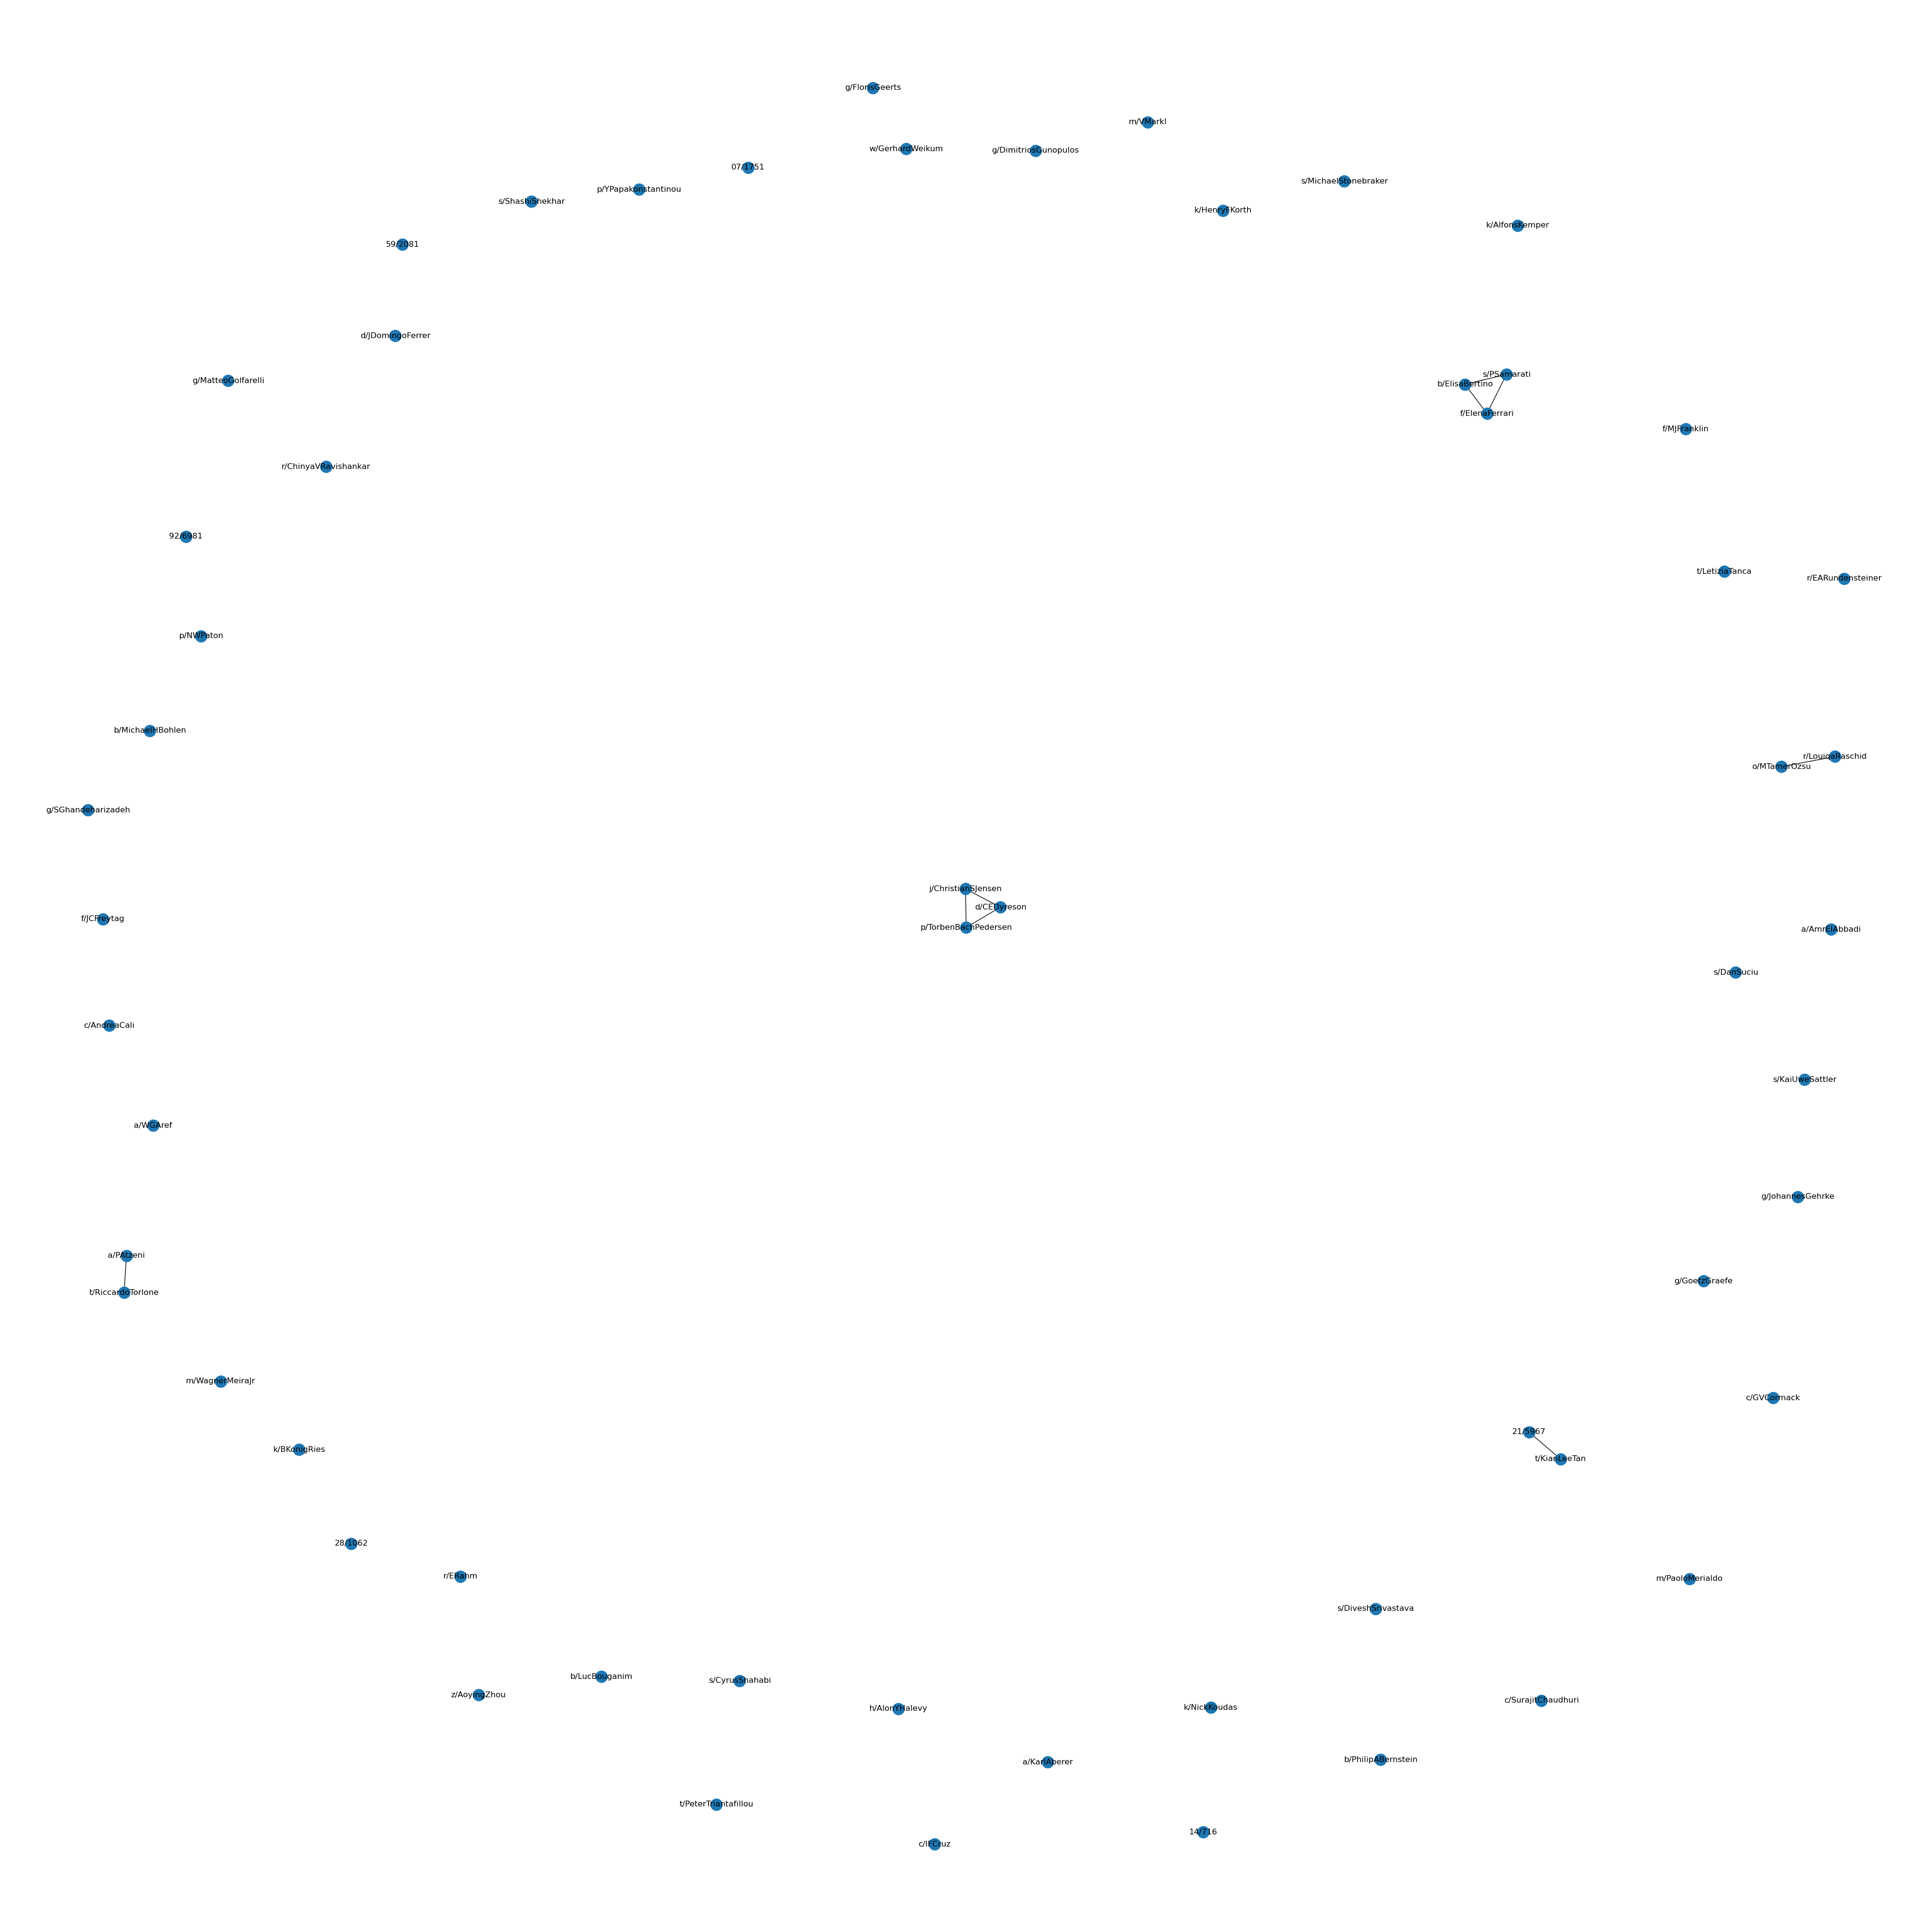 g/FlorisGeerts
m/VMarkl
w/GerhardWeikum
g/DimitriosGunopulos
07/1751
s/MichaelStonebraker
p/YPapakonstantinou
s/ShashiShekhar
k/HenryFKorth
k/AlfonsKemper
59/2081
d/JDomingoFerrer
s/PSamarati
g/MatteoGolfarelli
b/ElisaBertino
f/ElenaFerrari
f/MJFranklin
r/ChinyaVRavishankar
92/6981
t/LetiziaTanca
r/EARundensteiner
p/NWPaton
b/MichaelHBohlen
r/LouiqaRaschid
o/MTamerOzsu
g/SGhandeharizadeh
j/ChristianSJensen
d/CEDyreson
f/JCFreytag
p/TorbenBachPedersen
a/AmrElAbbadi
s/DanSuciu
c/AndreaCali
s/KaiUweSattler
a/WGAref
g/JohannesGehrke
a/PAtzeni
g/GoetzGraefe
t/RiccardoTorlone
m/WagnerMeiraJr
c/GVCormack
21/5967
k/BKonigRies
t/KianLeeTan
28/1062
r/ERahm
m/PaoloMerialdo
s/DiveshSrivastava
b/LucBouganim
s/CyrusShahabi
z/AoyingZhou
c/SurajitChaudhuri
h/AlonYHalevy
k/NickKoudas
b/PhilipABernstein
a/KarlAberer
t/PeterTriantafillou
14/716
c/IFCruz